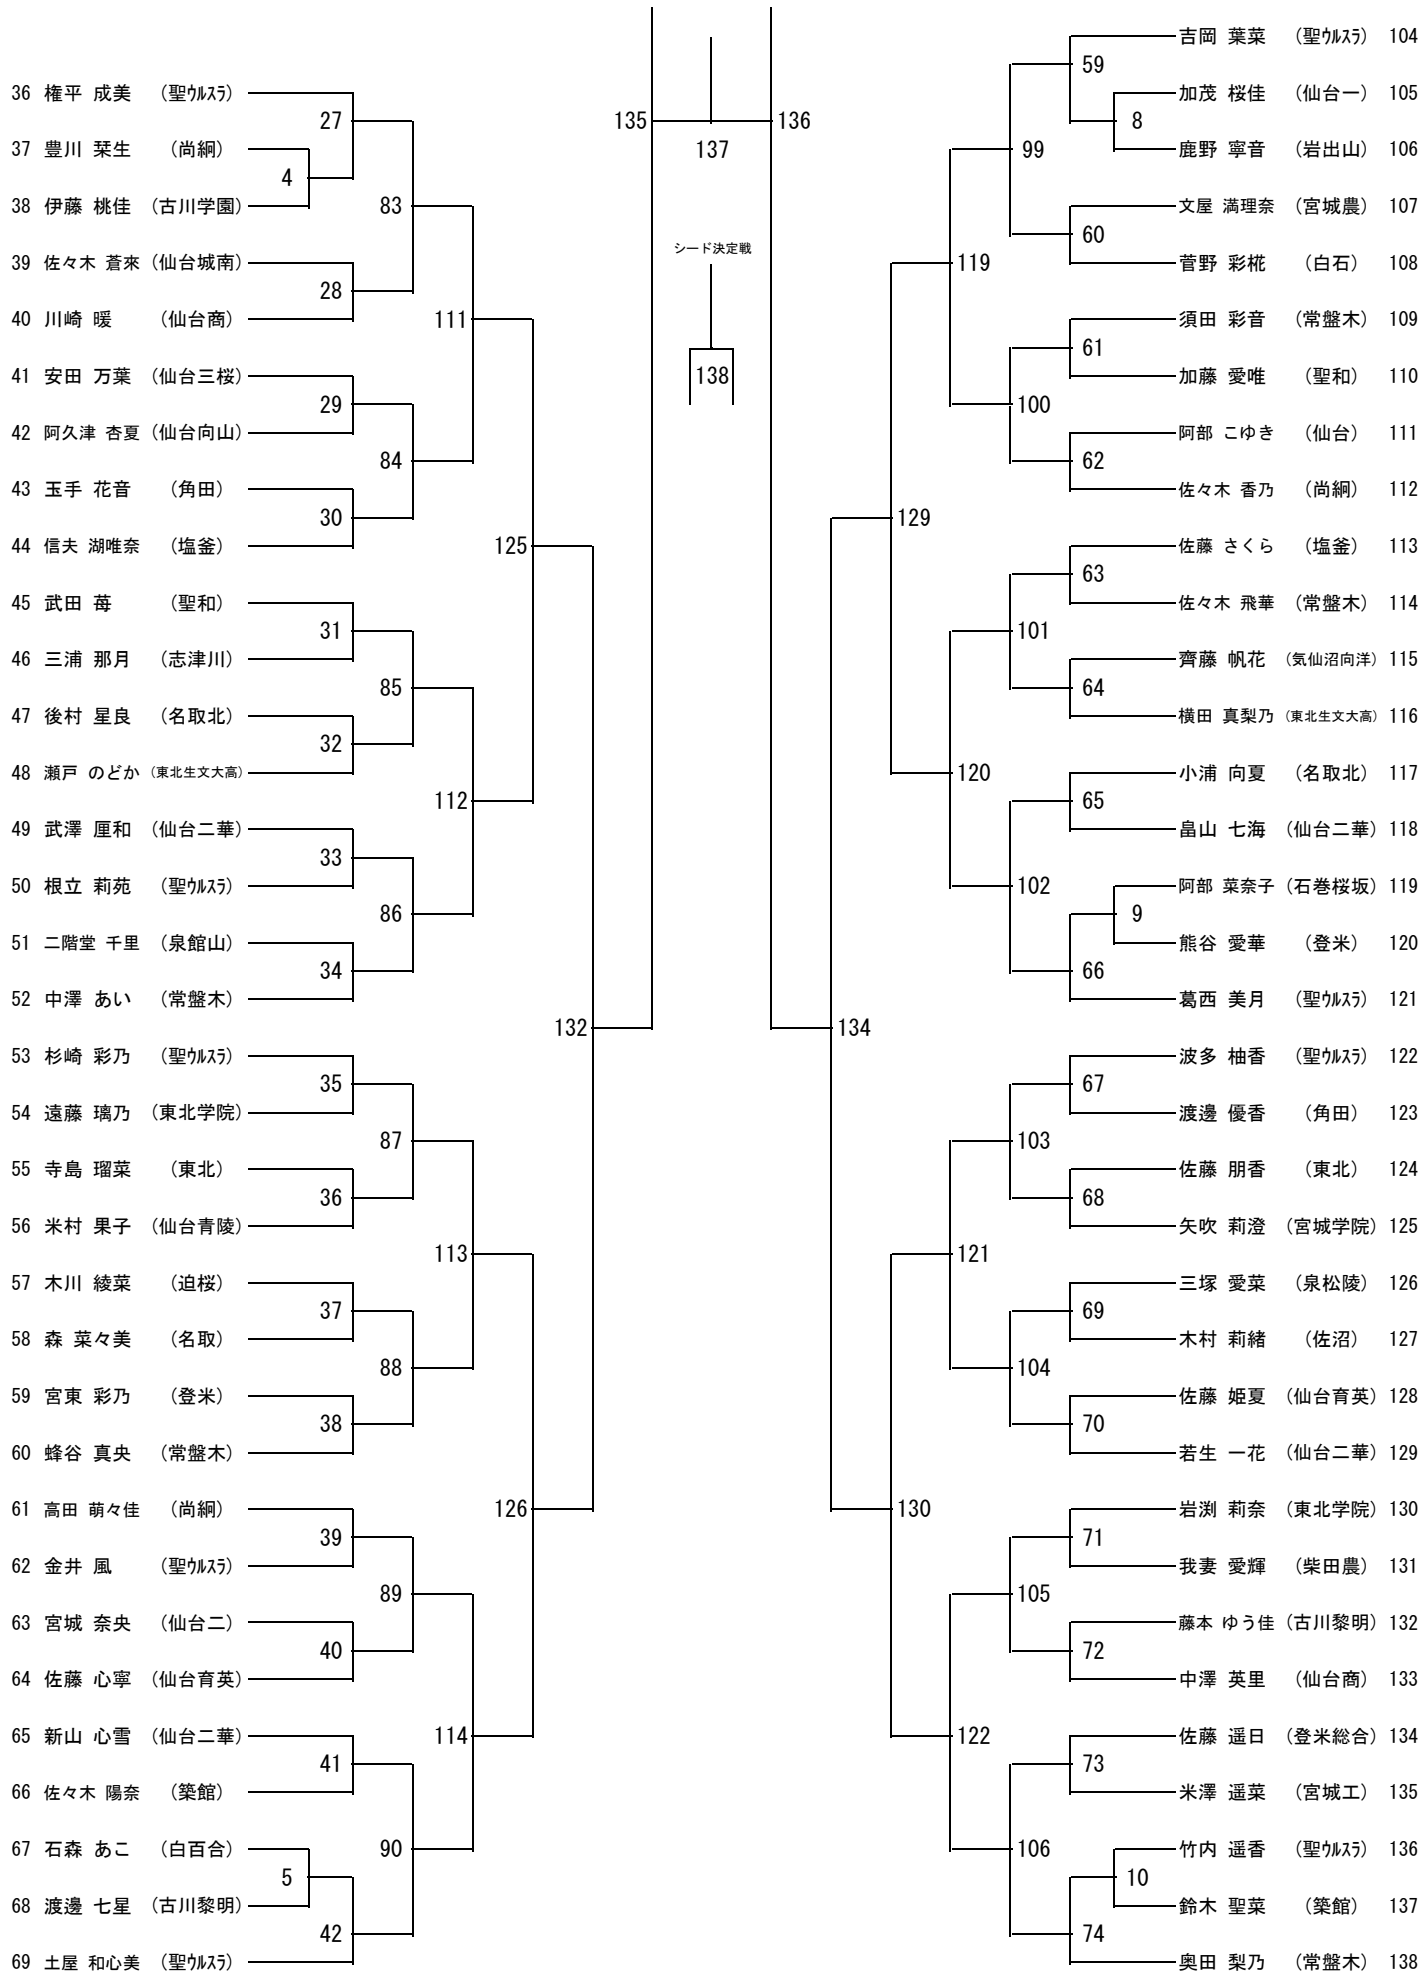 36 権平 成美 （聖ｳﾙｽﾗ）
37 豊川 栞生 （尚絅）
38 伊藤 桃佳 （古川学園）
39 佐々木 蒼來 （仙台城南）
40 川崎 暖 （仙台商）
41 安田 万葉 （仙台三桜）
42 阿久津 杏夏 （仙台向山）
43 玉手 花音 （角田）
44 信夫 湖唯奈 （塩釜）
45 武田 苺 （聖和）
46 三浦 那月 （志津川）
47 後村 星良 （名取北）
48 瀬戸 のどか （東北生文大高）
49 武澤 厘和 （仙台二華）
50 根立 莉苑 （聖ｳﾙｽﾗ）
51 二階堂 千里 （泉館山）
52 中澤 あい （常盤木）
53 杉崎 彩乃 （聖ｳﾙｽﾗ）
54 遠藤 璃乃 （東北学院）
55 寺島 瑠菜 （東北）
56 米村 果子 （仙台青陵）
57 木川 綾菜 （迫桜）
58 森 菜々美 （名取）
59 宮東 彩乃 （登米）
60 蜂谷 真央 （常盤木）
61 高田 萌々佳 （尚絅）
62 金井 風 （聖ｳﾙｽﾗ）
63 宮城 奈央 （仙台二）
64 佐藤 心寧 （仙台育英）
65 新山 心雪 （仙台二華）
66 佐々木 陽奈 （築館）
67 石森 あこ （白百合）
68 渡邊 七星 （古川黎明）
69 土屋 和心美 （聖ｳﾙｽﾗ）
4
5
27
28
29
30
31
32
33
34
35
36
37
38
39
40
41
42
83
84
85
86
87
88
89
90
111
112
113
114
125
126
132
135
137
136
シード決定戦
138
134
129
130
119
120
121
122
99
100
101
102
103
104
105
106
59
60
61
62
63
64
65
66
67
68
69
70
71
72
73
74
8
9
10
吉岡 葉菜 （聖ｳﾙｽﾗ） 104
加茂 桜佳 （仙台一） 105
鹿野 寧音 （岩出山） 106
文屋 満理奈 （宮城農） 107
菅野 彩椛 （白石） 108
須田 彩音 （常盤木） 109
加藤 愛唯 （聖和） 110
阿部 こゆき （仙台） 111
佐々木 香乃 （尚絅） 112
佐藤 さくら （塩釜） 113
佐々木 飛華 （常盤木） 114
齊藤 帆花 （気仙沼向洋） 115
横田 真梨乃 （東北生文大高） 116
小浦 向夏 （名取北） 117
畠山 七海 （仙台二華） 118
阿部 菜奈子 （石巻桜坂） 119
熊谷 愛華 （登米） 120
葛西 美月 （聖ｳﾙｽﾗ） 121
波多 柚香 （聖ｳﾙｽﾗ） 122
渡邊 優香 （角田） 123
佐藤 朋香 （東北） 124
矢吹 莉澄 （宮城学院） 125
三塚 愛菜 （泉松陵） 126
木村 莉緒 （佐沼） 127
佐藤 姫夏 （仙台育英） 128
若生 一花 （仙台二華） 129
岩渕 莉奈 （東北学院） 130
我妻 愛輝 （柴田農） 131
藤本 ゆう佳 （古川黎明） 132
中澤 英里 （仙台商） 133
佐藤 遥日 （登米総合） 134
米澤 遥菜 （宮城工） 135
竹内 遥香 （聖ｳﾙｽﾗ） 136
鈴木 聖菜 （築館） 137
奥田 梨乃 （常盤木） 138